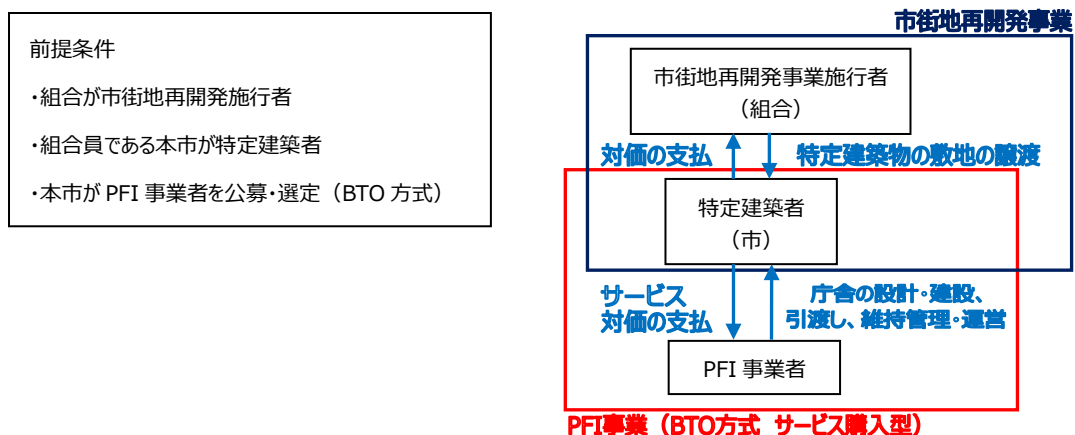 前提条件
・組合が市街地再開発施行者
・組合員である本市が特定建築者
・本市が PFI 事業者を公募・選定（BTO 方式）
市街地再開発事業
市街地再開発事業施行者
（組合）
対価の支払
特定建築物の敷地の譲渡
特定建築者
（市）
サービス
対価の支払
庁舎の設計・建設、
引渡し、維持管理・運営
PFI 事業者
PFI事業（BTO方式 サービス購入型）